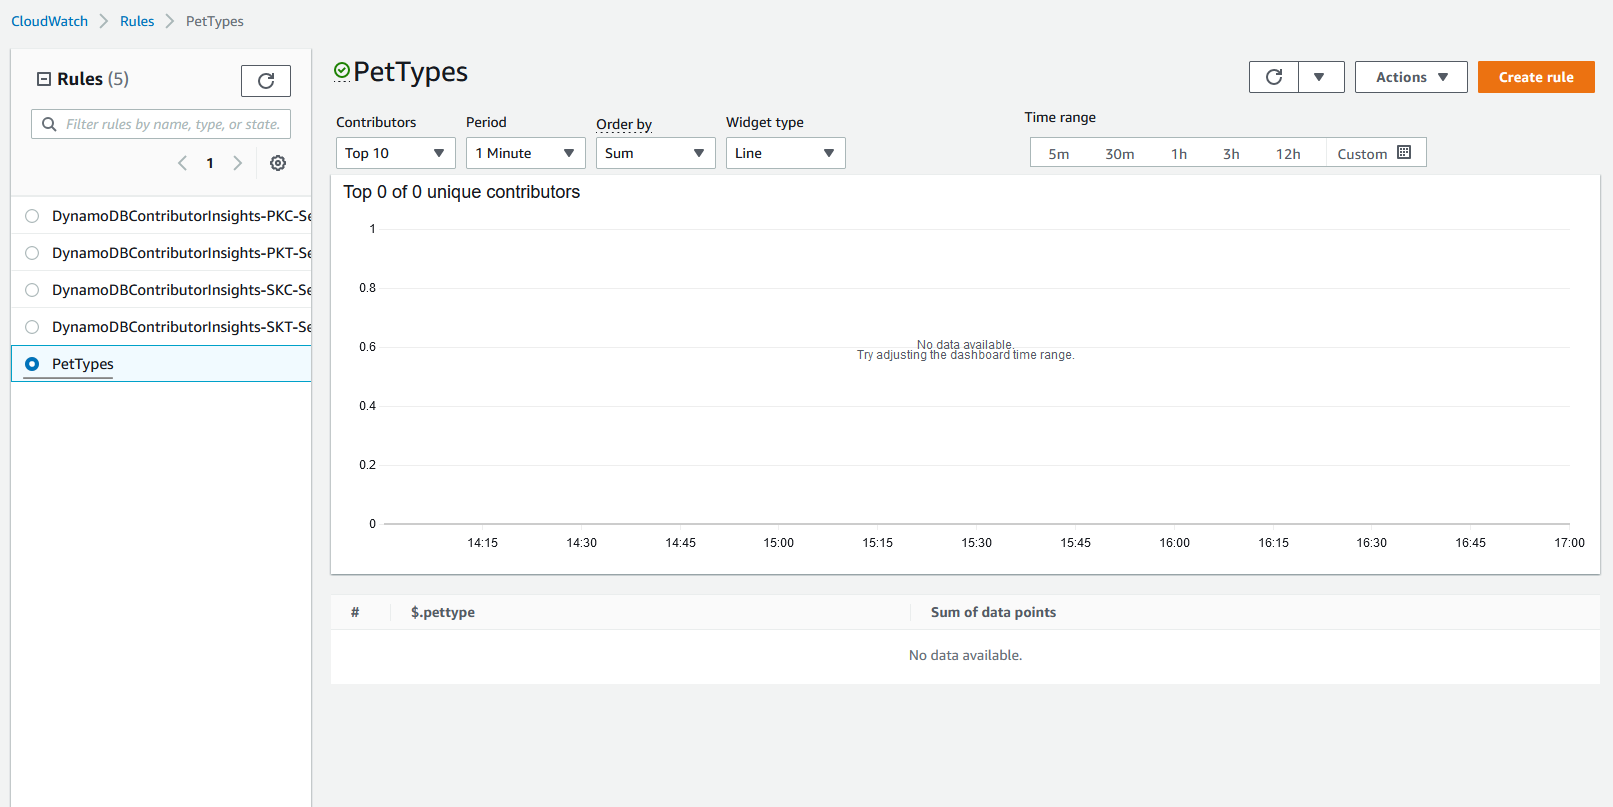 CloudWatch > Rules > PetTypes
Rules (5)
Filter rules by name, type, or state.
1
DynamoDBContributorInsights-PKC-Se
DynamoDBContributorInsights-PKT-Se
DynamoDBContributorInsights-SKC-Se
DynamoDBContributorInsights-SKT-Se
PetTypes
PetTypes
Actions
Create rule
Contributors Period Order by Widget type Time range
Top 10 1 Minute Sum Line 5m 30m 1h 3h 12h Custom
Top 0 of 0 unique contributors
1
0.8
0.6
0.4
0.2
0
No data available.
Try adjusting the dashboard time range.
14:15 14:30 14:45 15:00 15:15 15:30 15:45 16:00 16:15 16:30 16:45 17:00
# $.pettype Sum of data points
No data available.